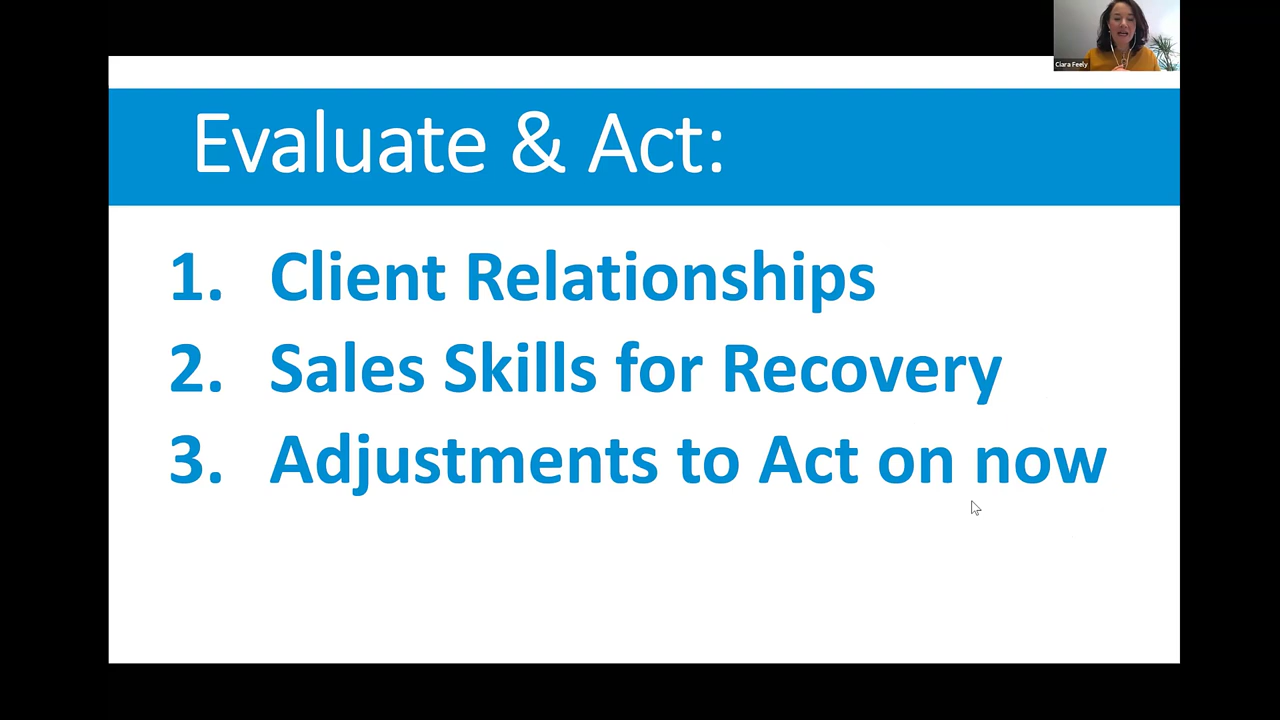 Ciara Feely
Evaluate & Act:
1. Client Relationships
2. Sales Skills for Recovery
3. Adjustments to Act on now